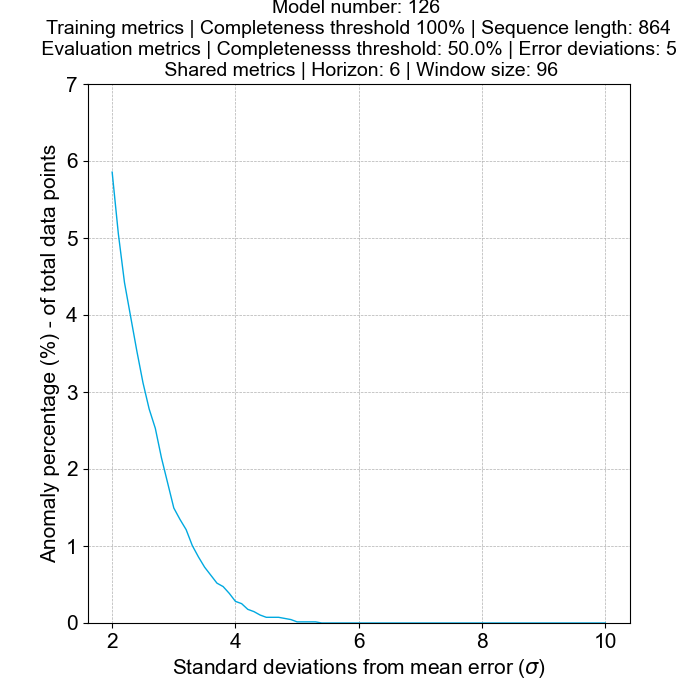 Model number: 126
Training metrics | Completeness threshold 100% | Sequence length: 864
Evaluation metrics | Completenesss threshold: 50.0% | Error deviations: 5
Shared metrics | Horizon: 6 | Window size: 96
Anomaly percentage (%) - of total data points
7
6
5
4
3
2
1
0
2 4 6 8 10
Standard deviations from mean error (σ)